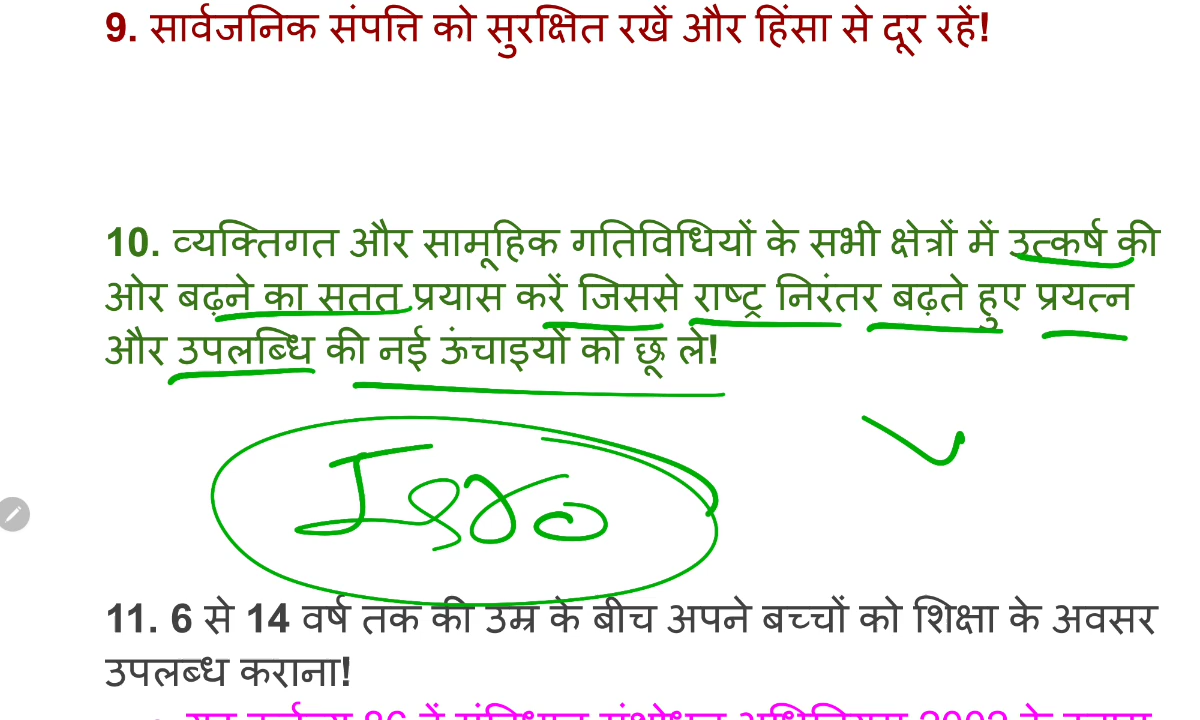 9. सार्वजनिक संपत्ति को सुरक्षित रखें और हिंसा से दूर रहें!
10. व्यक्तिगत और सामूहिक गतिविधियों के सभी क्षेत्रों में उत्कर्ष की
ओर बढ़ने का सतत प्रयास करें जिससे राष्ट्र निरंतर बढ़ते हुए प्रयत्न
और उपलब्धि की नई ऊंचाइयों को छू ले!
Isro
11. 6 से 14 वर्ष तक की उम्र के बीच अपने बच्चों को शिक्षा के अवसर
उपलब्ध कराना!